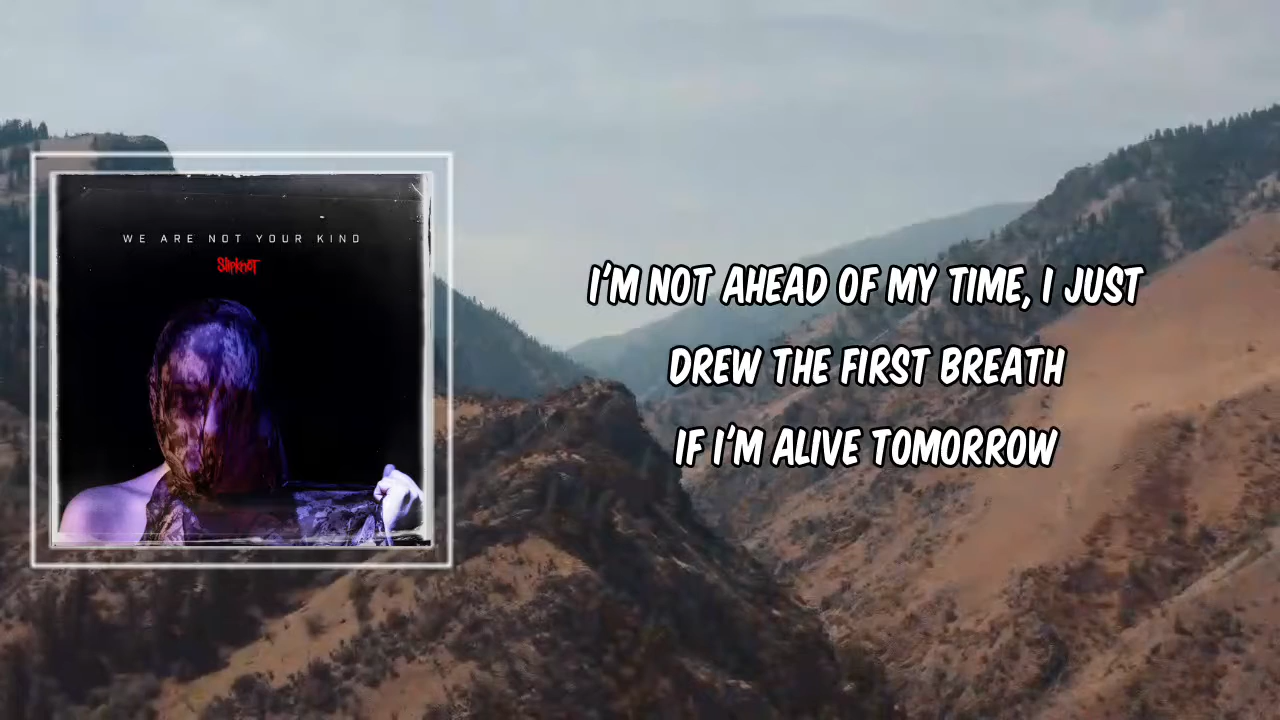 WE ARE NOT YOUR KIND
SlipknoT
I'M NOT AHEAD OF MY TIME, I JUST
DREW THE FIRST BREATH
IF I'M ALIVE TOMORROW